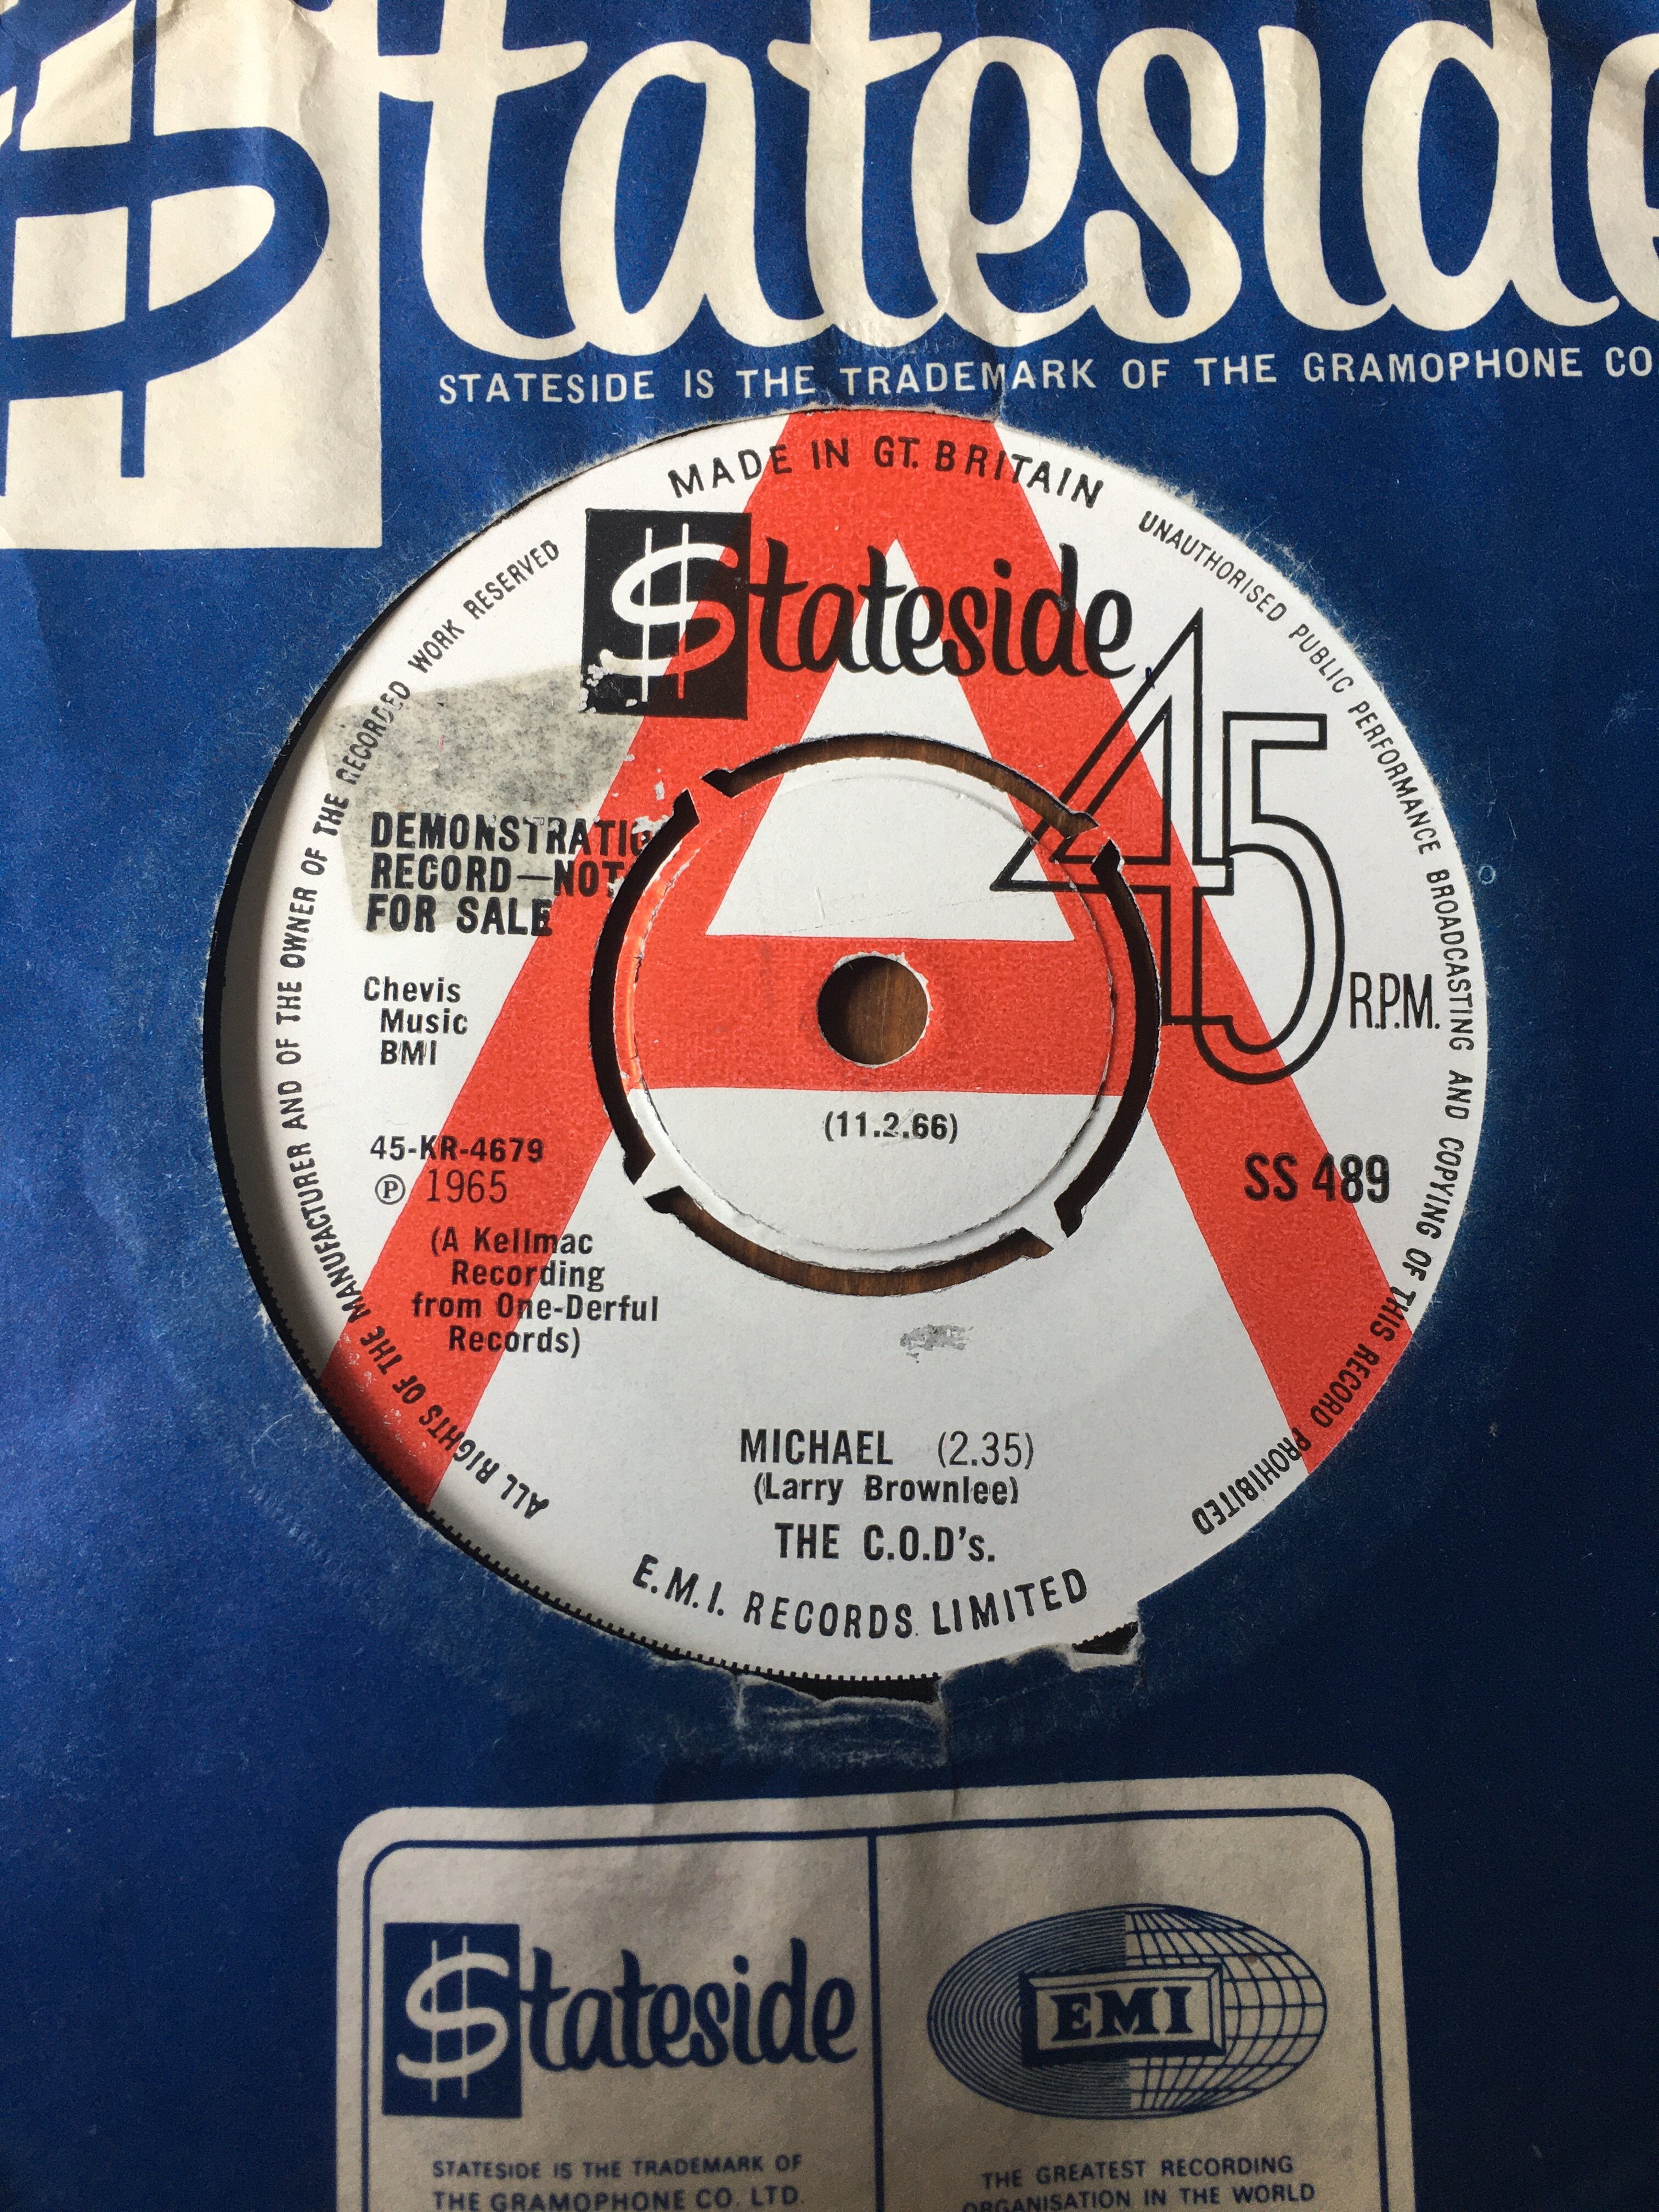 Stateside
STATESIDE IS THE TRADEMARK OF THE GRAMOPHONE CO
MADE IN GT. BRITAIN
UNAUTHORISED PUBLIC PERFORMANCE BROADCASTING AND COPYING OF THIS RECORD PROHIBITED
ALL RIGHTS OF THE MANUFACTURER AND OF THE OWNER OF THE RECORDED WORK RESERVED
Stateside
45
R.P.M.
DEMONSTRATIO
RECORD—NOT
FOR SALE
Chevis
Music
BMI
(11.2.66)
45-KR-4679
℗ 1965
SS 489
(A Kellmac
Recording
from One-Derful
Records)
MICHAEL (2.35)
(Larry Brownlee)
THE C.O.D's.
E.M.I. RECORDS LIMITED
Stateside
EMI
STATESIDE IS THE TRADEMARK OF
THE GRAMOPHONE CO. LTD.
THE GREATEST RECORDING
ORGANISATION IN THE WORLD